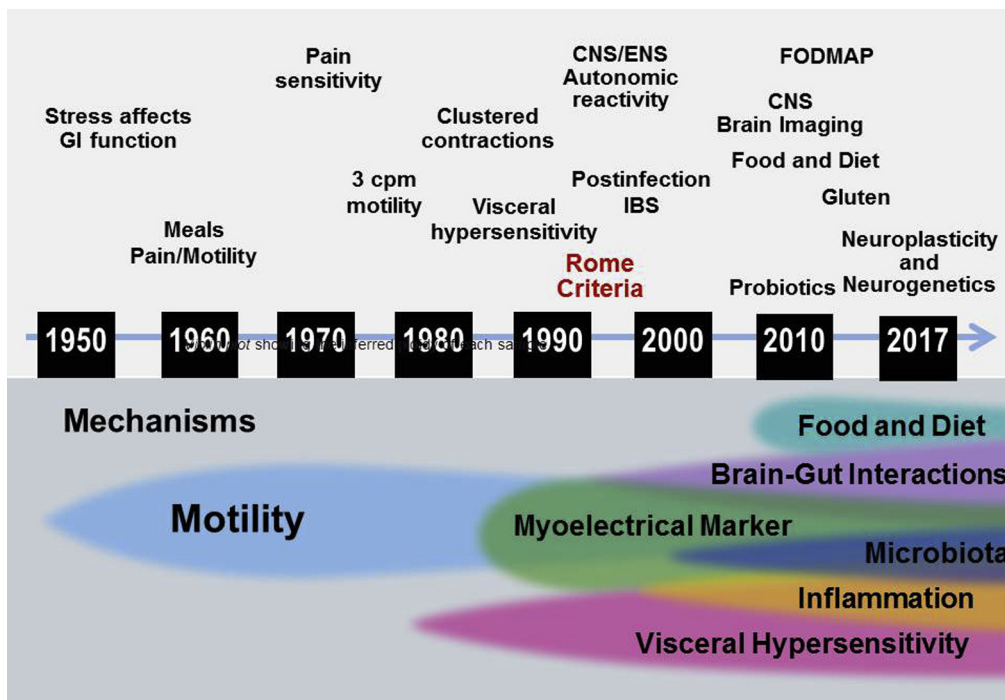 Pain
sensitivity
CNS/ENS
Autonomic
reactivity
FODMAP
Stress affects
GI function
Clustered
contractions
CNS
Brain Imaging
Food and Diet
3 cpm
motility
Postinfection
IBS
Gluten
Visceral
hypersensitivity
Meals
Pain/Motility
Rome
Criteria
Neuroplasticity
and
Neurogenetics
Probiotics
1950 1960 1970 1980 1990 2000 2010 2017
Mechanisms
Food and Diet
Brain-Gut Interactions
Motility
Myoelectrical Marker
Microbiota
Inflammation
Visceral Hypersensitivity